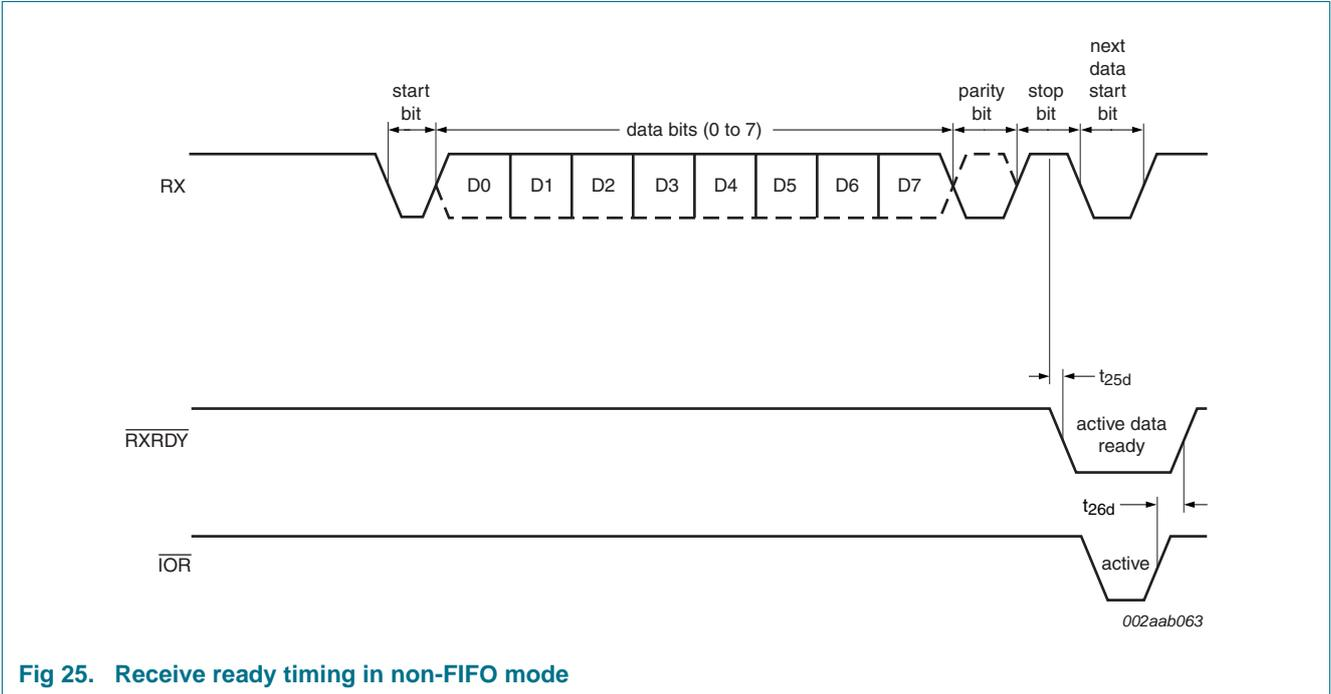 next
data
start
bit
start
bit
parity
bit
stop
bit
data bits (0 to 7)
RX
D0 D1 D2 D3 D4 D5 D6 D7
t25d
RXRDY
active data
ready
t26d
IOR
active
002aab063
Fig 25. Receive ready timing in non-FIFO mode